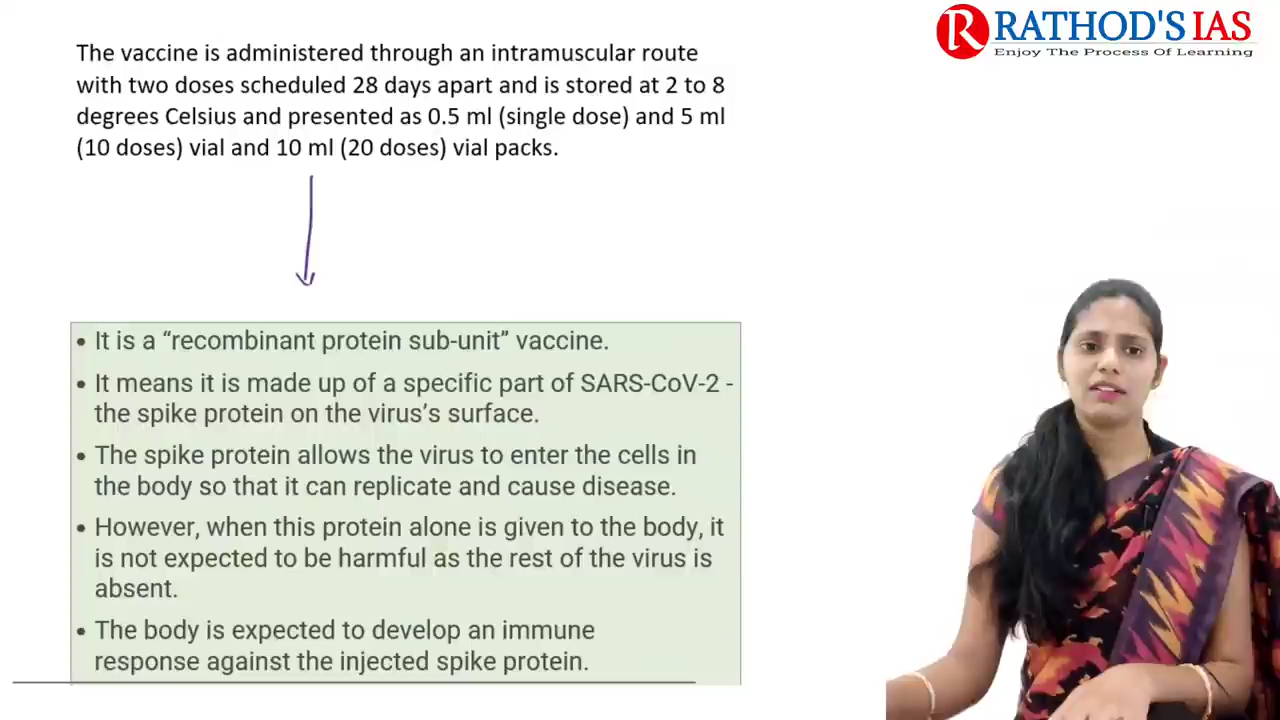 RATHOD'S IAS
Enjoy The Process Of Learning
The vaccine is administered through an intramuscular route
with two doses scheduled 28 days apart and is stored at 2 to 8
degrees Celsius and presented as 0.5 ml (single dose) and 5 ml
(10 doses) vial and 10 ml (20 doses) vial packs.
• It is a “recombinant protein sub-unit” vaccine.
• It means it is made up of a specific part of SARS-CoV-2 -
the spike protein on the virus’s surface.
• The spike protein allows the virus to enter the cells in
the body so that it can replicate and cause disease.
• However, when this protein alone is given to the body, it
is not expected to be harmful as the rest of the virus is
absent.
• The body is expected to develop an immune
response against the injected spike protein.